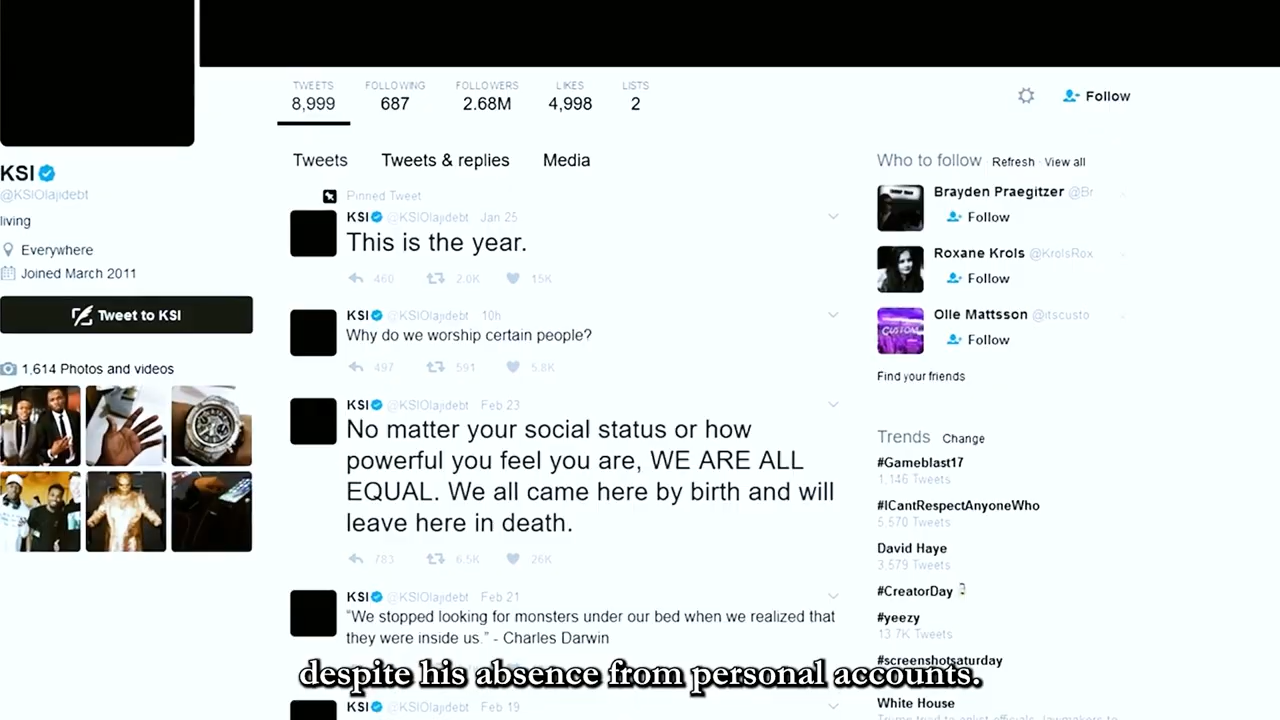 TWEETS FOLLOWING FOLLOWERS LIKES LISTS
8,999 687 2.68M 4,998 2
Follow
KSI
@KSIOlajidebt
living
Everywhere
Joined March 2011
Tweet to KSI
1,614 Photos and videos
Tweets Tweets & replies Media
Pinned Tweet
KSI @KSIOlajidebt Jan 25
This is the year.
460 2.0K 15K
KSI @KSIOlajidebt 10h
Why do we worship certain people?
497 591 5.8K
KSI @KSIOlajidebt Feb 23
No matter your social status or how
powerful you feel you are, WE ARE ALL
EQUAL. We all came here by birth and will
leave here in death.
783 6.5K 26K
KSI @KSIOlajidebt Feb 21
"We stopped looking for monsters under our bed when we realized that
they were inside us." - Charles Darwin
KSI @KSIOlajidebt Feb 19
Who to follow Refresh View all
Brayden Praegitzer @Br
Follow
Roxane Krols @KrolsRox
Follow
Olle Mattsson @itscusto
Follow
CUSTOM
Find your friends
Trends Change
#Gameblast17
1,146 Tweets
#ICantRespectAnyoneWho
5,570 Tweets
David Haye
3,579 Tweets
#CreatorDay
#yeezy
13.7K Tweets
#screenshotsaturday
White House
despite his absence from personal accounts.